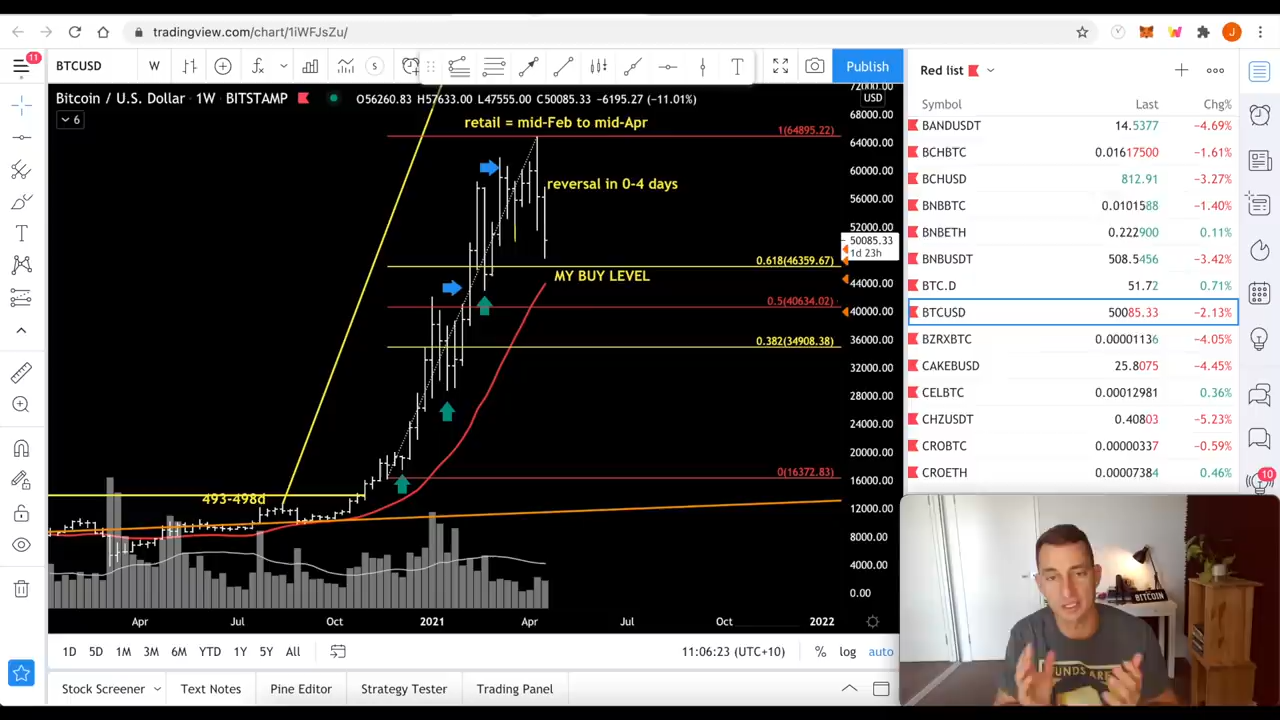 tradingview.com/chart/1iWFJsZu/
11
BTCUSD W Publish
Bitcoin / U.S. Dollar 1W BITSTAMP O56260.83 H57633.00 L47555.00 C50085.33 −6195.27 (−11.01%)
6
retail = mid-Feb to mid-Apr
reversal in 0-4 days
MY BUY LEVEL
493-498d
1(64895.22)
0.618(46359.67)
0.5(40634.02)
0.382(34908.38)
0(16372.83)
72000.00
USD
68000.00
64000.00
60000.00
56000.00
52000.00
50085.33
1d 23h
44000.00
40000.00
36000.00
32000.00
28000.00
24000.00
20000.00
16000.00
12000.00
8000.00
4000.00
0.00
Apr Jul Oct 2021 Apr Jul Oct 2022
1D 5D 1M 3M 6M YTD 1Y 5Y All 11:06:23 (UTC+10) % log auto
Stock Screener Text Notes Pine Editor Strategy Tester Trading Panel
Red list
Symbol Last Chg%
BANDUSDT 14.5377 −4.69%
BCHBTC 0.01617500 −1.61%
BCHUSD 812.91 −3.27%
BNBBTC 0.0101588 −1.40%
BNBETH 0.222900 0.11%
BNBUSDT 508.5456 −3.42%
BTC.D 51.72 0.71%
BTCUSD 50085.33 −2.13%
BZRXBTC 0.00001136 −4.05%
CAKEBUSD 25.8075 −4.45%
CELBTC 0.00012981 0.36%
CHZUSDT 0.40803 −5.23%
CROBTC 0.00000337 −0.59%
CROETH 0.00007384 0.46%
10
BITCOIN